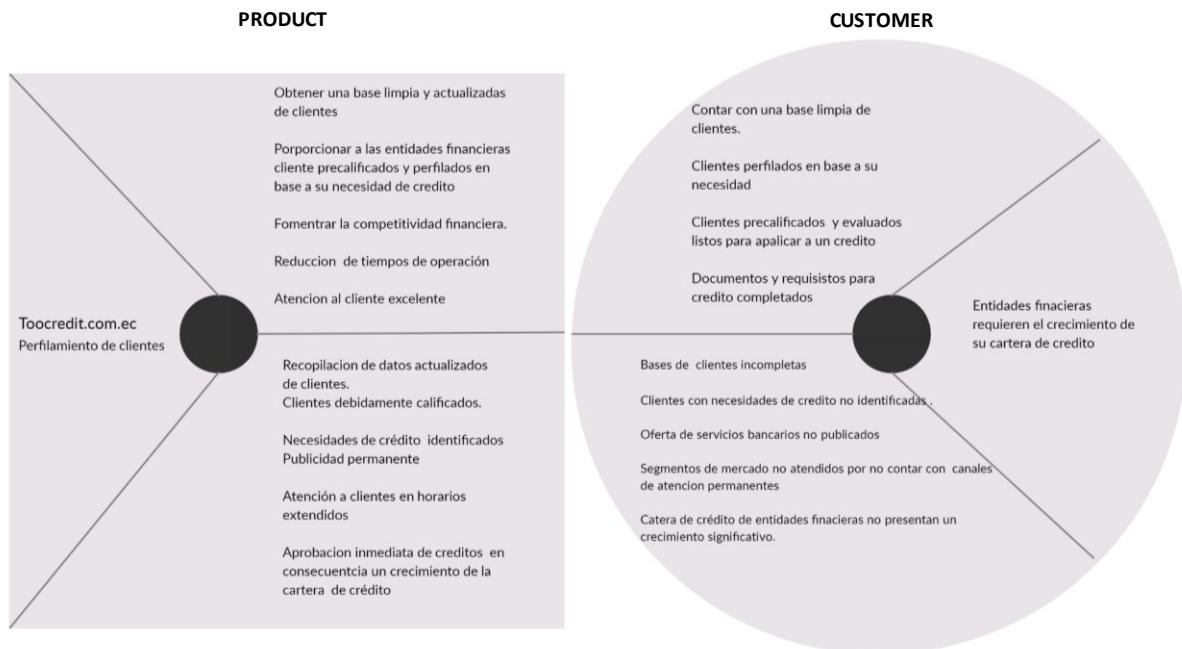 PRODUCT
CUSTOMER
Obtener una base limpia y actualizadas
de clientes
Porporcionar a las entidades financieras
cliente precalificados y perfilados en
base a su necesidad de credito
Fomentrar la competitividad financiera.
Reduccion de tiempos de operación
Atencion al cliente excelente
Toocredit.com.ec
Perfilamiento de clientes
Recopilacion de datos actualizados
de clientes.
Clientes debidamente calificados.
Necesidades de crédito identificados
Publicidad permanente
Atención a clientes en horarios
extendidos
Aprobacion inmediata de creditos en
consecuentcia un crecimiento de la
cartera de crédito
Contar con una base limpia de
clientes.
Clientes perfilados en base a su
necesidad
Clientes precalificados y evaluados
listos para apalicar a un credito
Documentos y requisistos para
credito completados
Entidades finacieras
requieren el crecimiento de
su cartera de credito
Bases de clientes incompletas
Clientes con necesidades de credito no identificadas .
Oferta de servicios bancarios no publicados
Segmentos de mercado no atendidos por no contar con canales
de atencion permanentes
Catera de crédito de entidades finacieras no presentan un
crecimiento significativo.